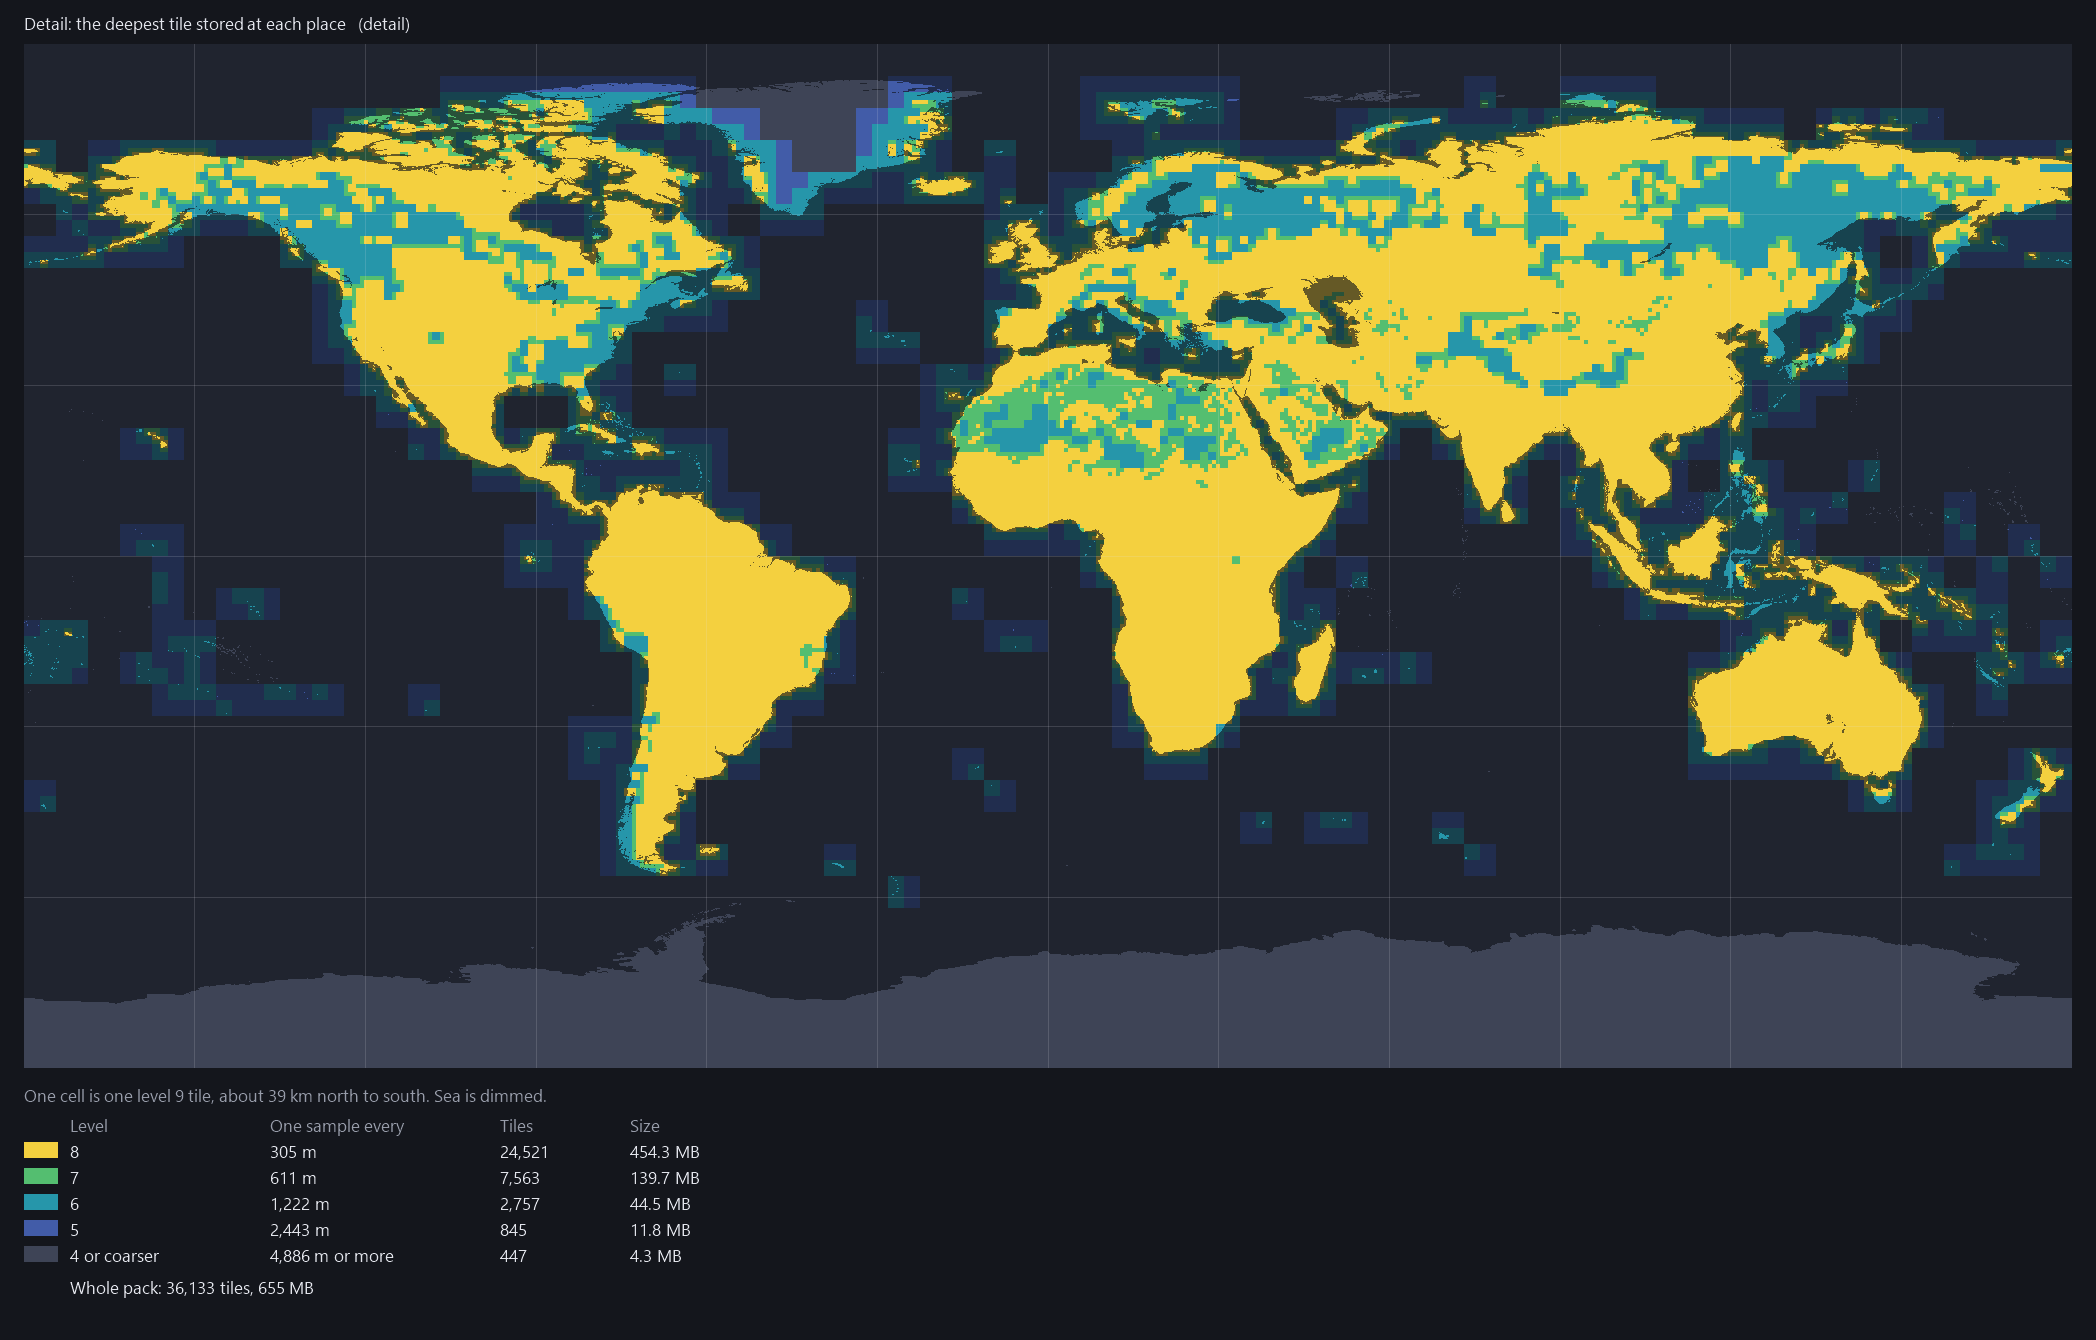 Detail: the deepest tile stored at each place (detail)
One cell is one level 9 tile, about 39 km north to south. Sea is dimmed.
Level One sample every Tiles Size
8 305 m 24,521 454.3 MB
7 611 m 7,563 139.7 MB
6 1,222 m 2,757 44.5 MB
5 2,443 m 845 11.8 MB
4 or coarser 4,886 m or more 447 4.3 MB
Whole pack: 36,133 tiles, 655 MB